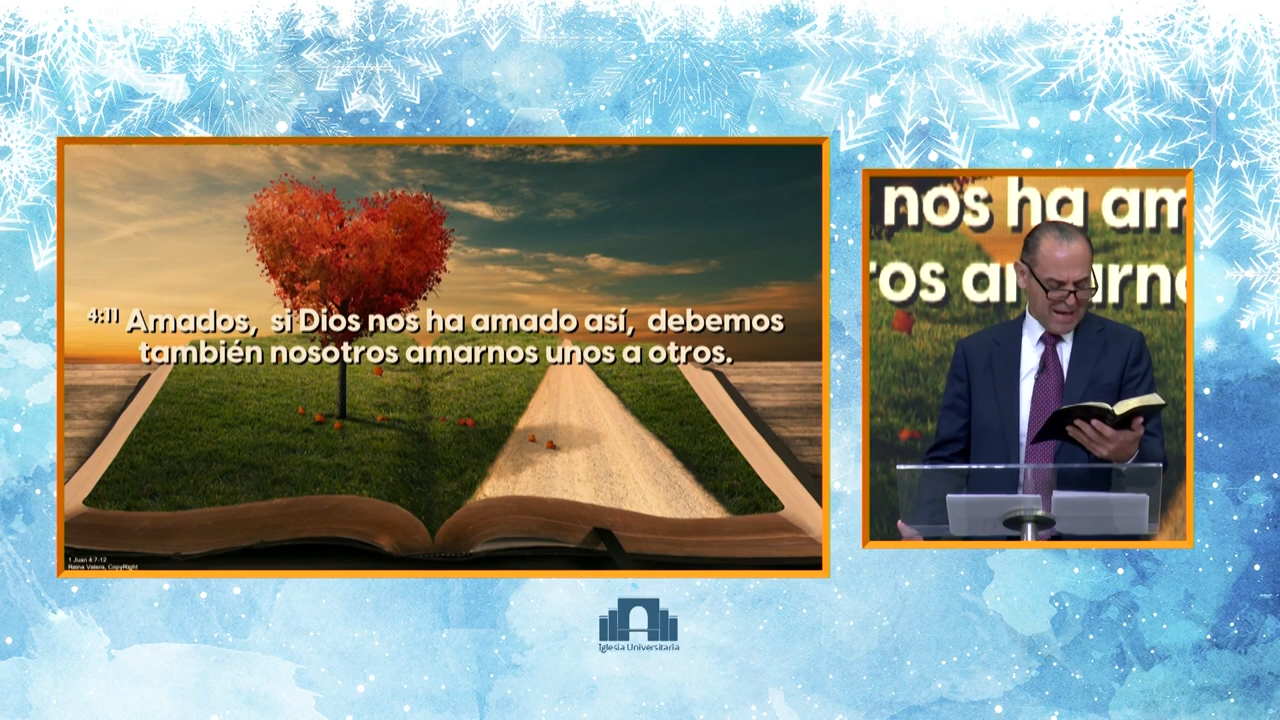 4:11 Amados, si Dios nos ha amado así, debemos
también nosotros amarnos unos a otros.
1 Juan 4:7-12
Reina Valera, CopyRight
nos ha am
ros amarno
Iglesia Universitaria